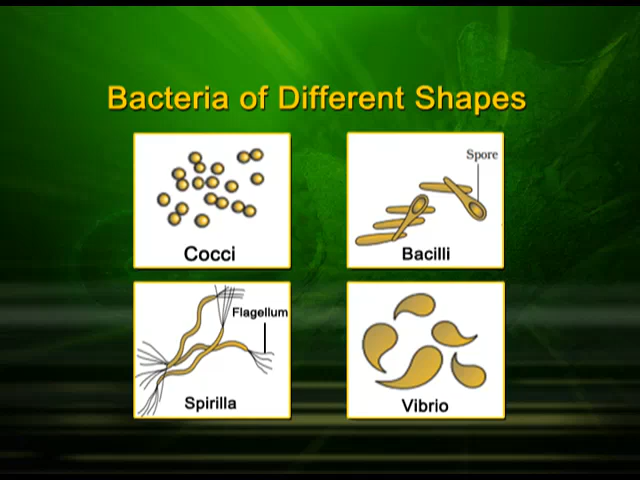 Bacteria of Different Shapes
Spore
Cocci
Bacilli
Flagellum
Spirilla
Vibrio